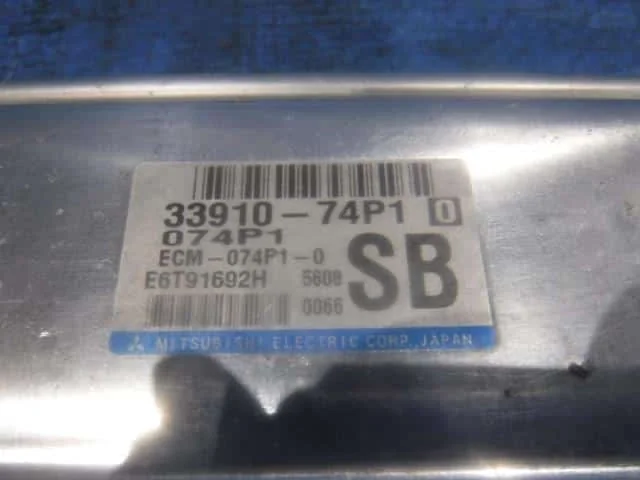 33910-74P1 0
074P1
ECM-074P1-0
E6T91692H 5608 SB
0066
MITSUBISHI ELECTRIC CORP. JAPAN